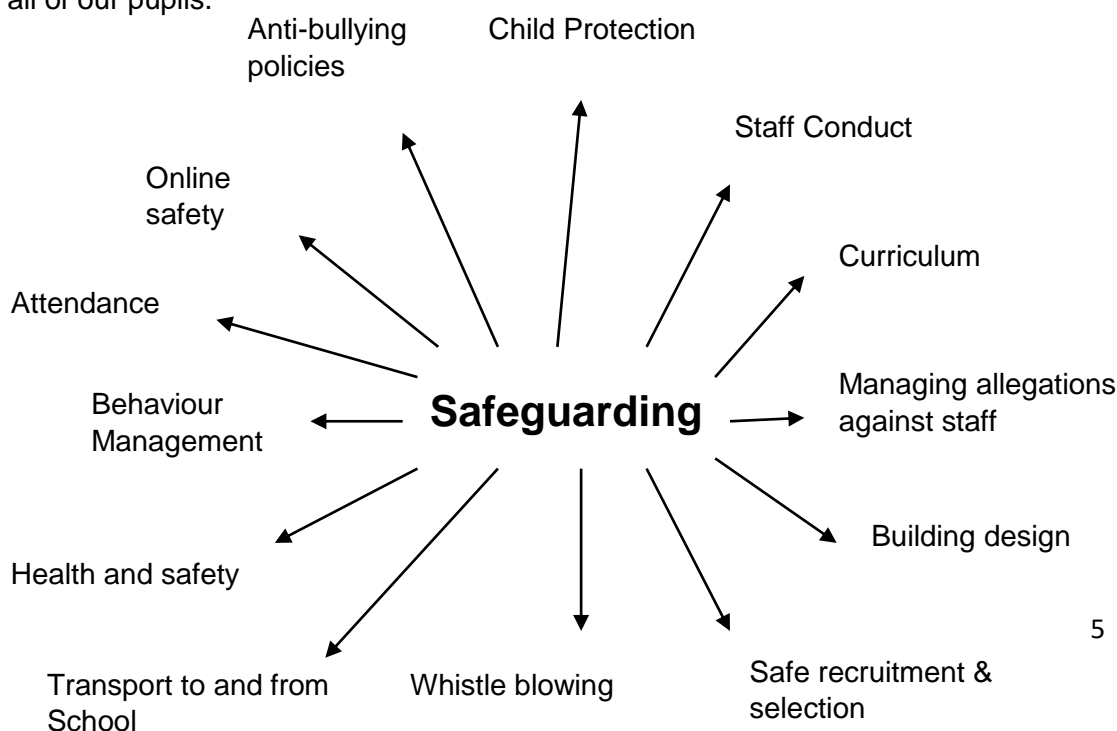 all of our pupils.
Anti-bullying
policies
Child Protection
Staff Conduct
Online
safety
Curriculum
Attendance
Behaviour
Management
Safeguarding
Managing allegations
against staff
Building design
Health and safety
5
Transport to and from
School
Whistle blowing
Safe recruitment &
selection